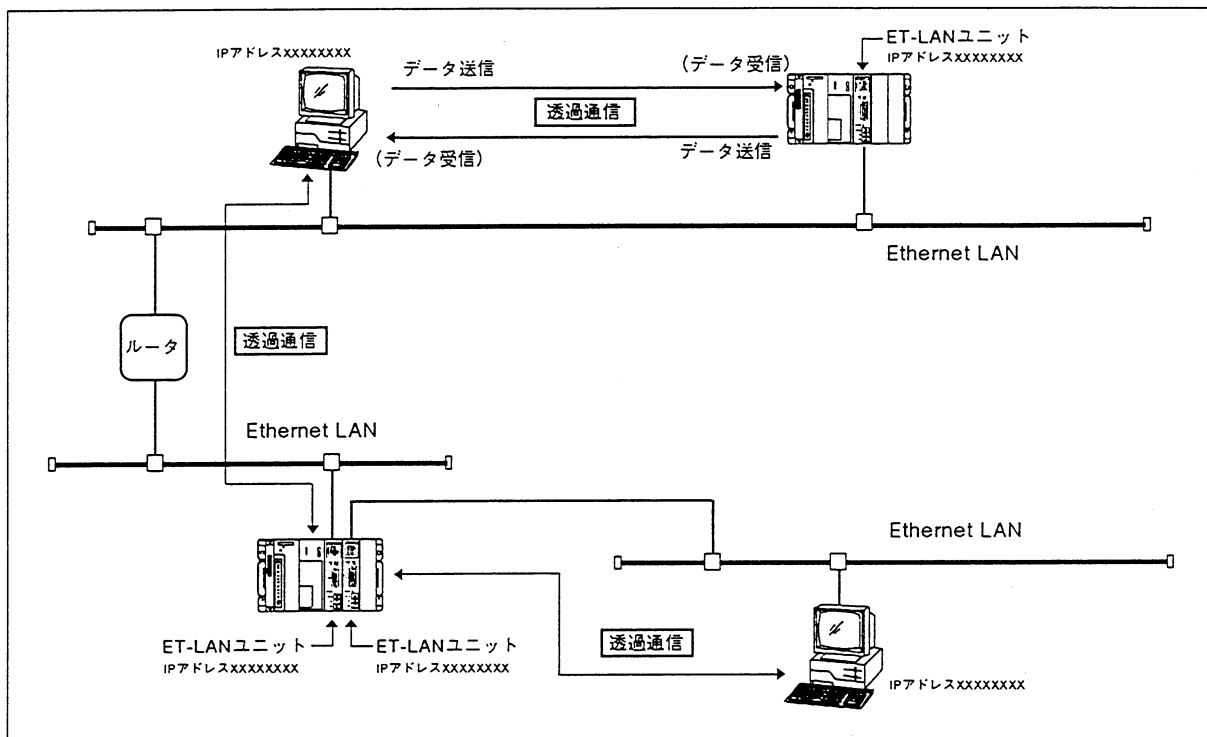 IPアドレスXXXXXXXX
ET-LANユニット
IPアドレスXXXXXXXX
データ送信
(データ受信)
透過通信
(データ受信)
データ送信
Ethernet LAN
ルータ
透過通信
Ethernet LAN
Ethernet LAN
ET-LANユニット
IPアドレスXXXXXXXX
ET-LANユニット
IPアドレスXXXXXXXX
透過通信
IPアドレスXXXXXXXX